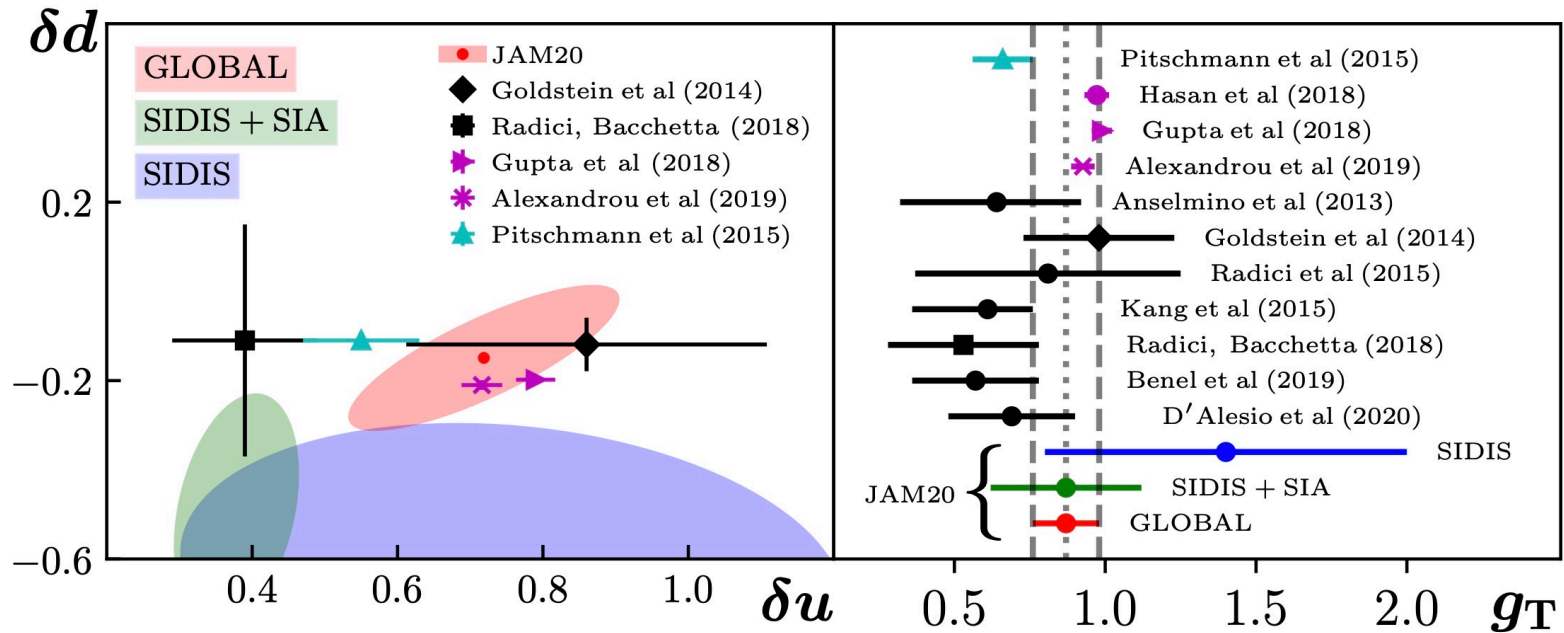 δd
GLOBAL
SIDIS + SIA
SIDIS
JAM20
Goldstein et al (2014)
Radici, Bacchetta (2018)
Gupta et al (2018)
Alexandrou et al (2019)
Pitschmann et al (2015)
0.2
−0.2
−0.6
0.4
0.6
0.8
1.0
δu
Pitschmann et al (2015)
Hasan et al (2018)
Gupta et al (2018)
Alexandrou et al (2019)
Anselmino et al (2013)
Goldstein et al (2014)
Radici et al (2015)
Kang et al (2015)
Radici, Bacchetta (2018)
Benel et al (2019)
D′Alesio et al (2020)
JAM20
SIDIS
SIDIS + SIA
GLOBAL
0.5
1.0
1.5
2.0
gT